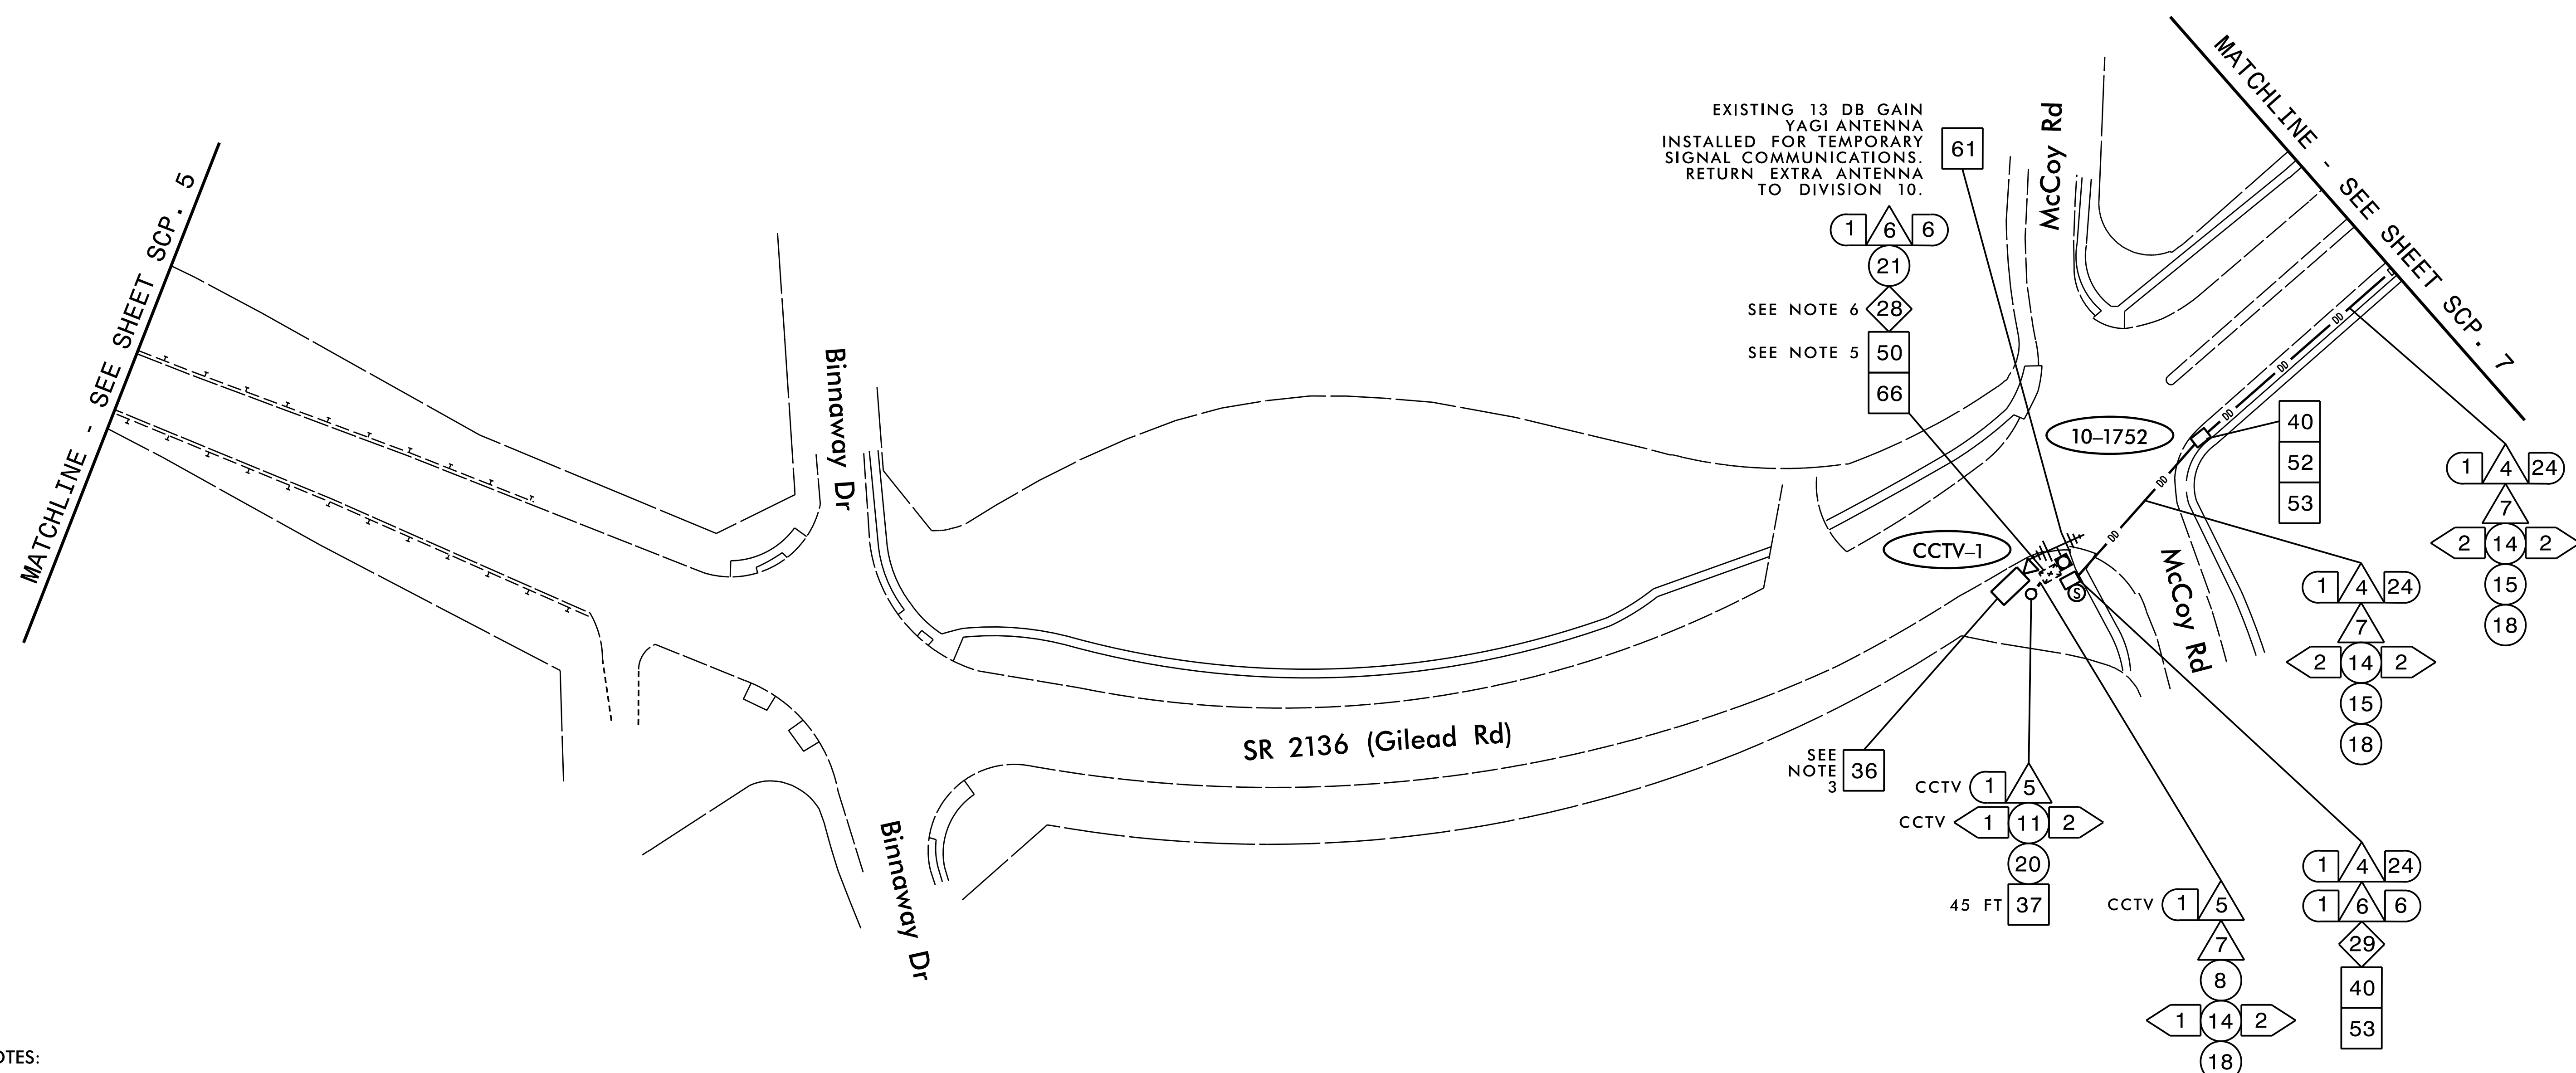 MATCHLINE - SEE SHEET SCP. 5
MATCHLINE - SEE SHEET SCP. 7
EXISTING 13 DB GAIN
YAGI ANTENNA
INSTALLED FOR TEMPORARY
SIGNAL COMMUNICATIONS.
RETURN EXTRA ANTENNA
TO DIVISION 10.
61
McCoy Rd
1 6 6
21
SEE NOTE 6 28
SEE NOTE 5 50
66
Binnaway Dr
10-1752
40
52
53
DD
DD
DD
DD
DD
1 4 24
7
2 14 2
15
18
CCTV-1
S
McCoy Rd
1 4 24
7
2 14 2
15
18
SR 2136 (Gilead Rd)
SEE
NOTE
3
36
CCTV 1 5
CCTV 1 11 2
20
45 FT 37
Binnaway Dr
CCTV 1 5
7
8
1 14 2
18
1 4 24
1 6 6
29
40
53